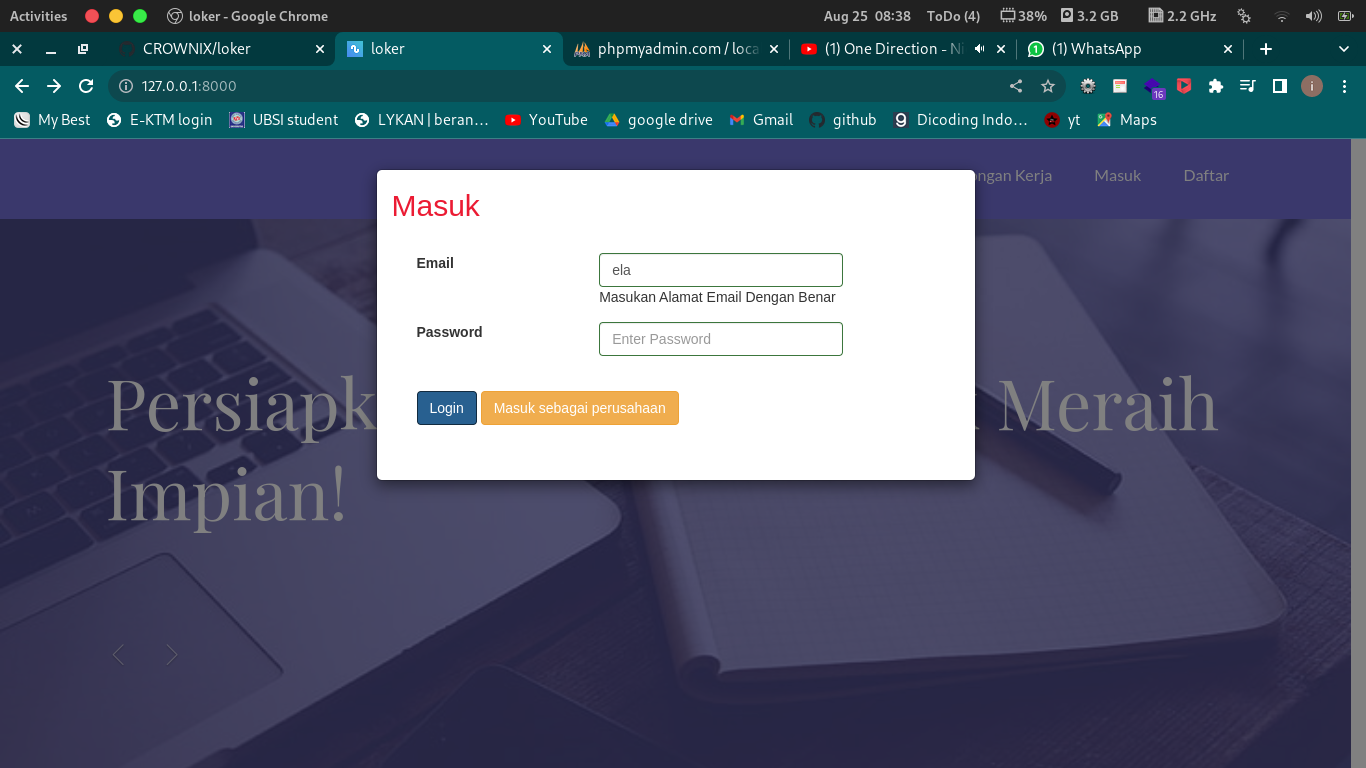 Activities loker - Google Chrome Aug 25 08:38 ToDo (4) 38% 3.2 GB 2.2 GHz
CROWNIX/loker loker phpmyadmin.com / loca (1) One Direction - Ni (1) WhatsApp
127.0.0.1:8000 16 i
My Best E-KTM login UBSI student LYKAN | beran... YouTube google drive Gmail github Dicoding Indo... yt Maps
ongan Kerja Masuk Daftar
Masuk
Email ela
Masukan Alamat Email Dengan Benar
Password Enter Password
Login Masuk sebagai perusahaan
Persiapk Meraih
Impian!